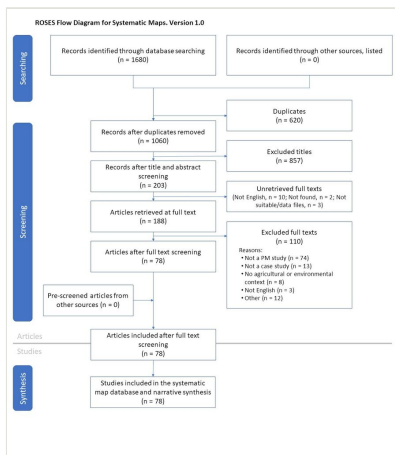 ROSES Flow Diagram for Systematic Maps. Version 1.0
Searching
Records identified through database searching
(n = 1680)
Records identified through other sources, listed
(n = 0)
Duplicates
(n = 620)
Screening
Records after duplicates removed
(n = 1060)
Excluded titles
(n = 857)
Records after title and abstract
screening
(n = 203)
Unretrieved full texts
(Not English, n = 10; Not found, n = 2; Not
suitable/data files, n = 3)
Articles retrieved at full text
(n = 188)
Excluded full texts
(n = 110)
Reasons:
• Not a PM study (n = 74)
• Not a case study (n = 13)
• No agricultural or environmental
context (n = 8)
• Not English (n = 3)
• Other (n = 12)
Articles after full text screening
(n = 78)
Pre-screened articles from
other sources (n = 0)
Articles
Articles included after full text
screening
(n = 78)
Studies
Synthesis
Studies included in the systematic
map database and narrative synthesis
(n = 78)